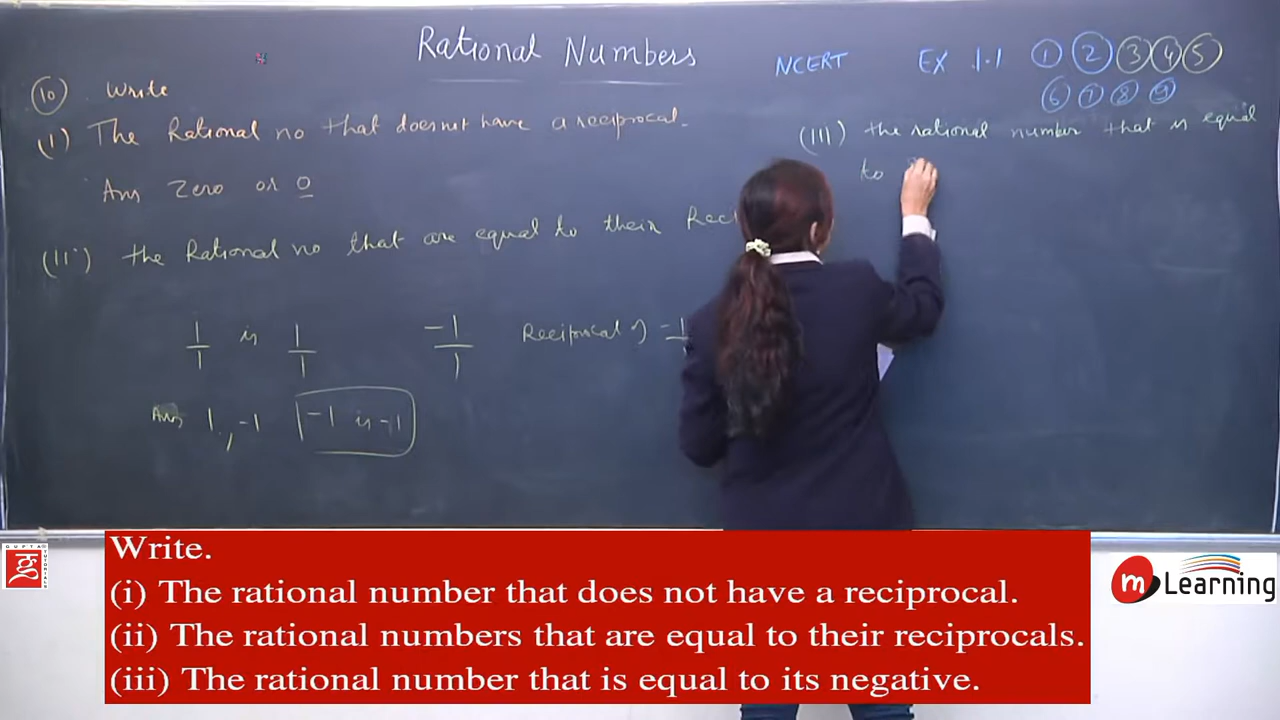 Rational Numbers
NCERT EX 1.1 1 2 3 4 5
6 7 8 9
10 Write
(i) The Rational no that does not have a reciprocal.
Ans Zero or 0
(ii) the Rational no that are equal to their
1/1 is 1/1 -1/1 Reciprocal of -1
Ans 1, -1 -1 is -1
(iii) the rational number that is equal
to
Write.
(i) The rational number that does not have a reciprocal.
(ii) The rational numbers that are equal to their reciprocals.
(iii) The rational number that is equal to its negative.
GUPTA TUTORIALS
m Learning